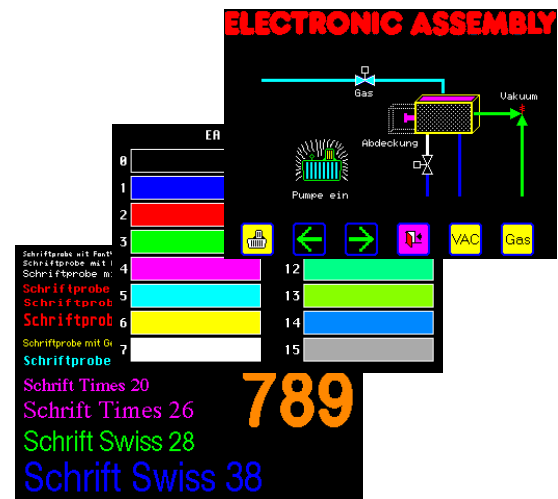 ELECTRONIC ASSEMBLY
Gas
Vakuum
Abdeckung
Pumpe ein
VAC
Gas
EA
0
1
2
3
4
5
6
7
12
13
14
15
Schriftprobe mit Font
Schriftprobe mit
Schriftprobe
Schriftprobe
Schriftprobe
Schriftprob
Schriftprobe mit
Schriftprobe
Schrift Times 20
Schrift Times 26
Schrift Swiss 28
Schrift Swiss 38
789